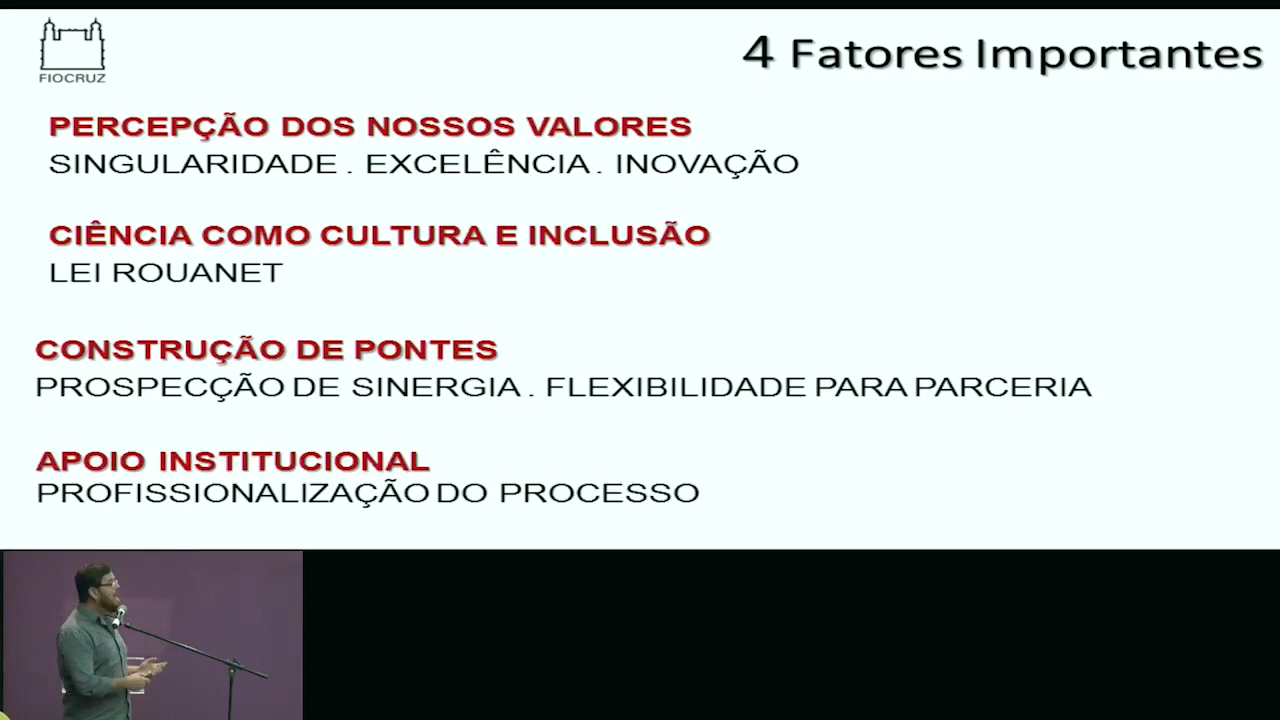 FIOCRUZ
4 Fatores Importantes
PERCEPÇÃO DOS NOSSOS VALORES
SINGULARIDADE . EXCELÊNCIA . INOVAÇÃO
CIÊNCIA COMO CULTURA E INCLUSÃO
LEI ROUANET
CONSTRUÇÃO DE PONTES
PROSPECÇÃO DE SINERGIA . FLEXIBILIDADE PARA PARCERIA
APOIO INSTITUCIONAL
PROFISSIONALIZAÇÃO DO PROCESSO